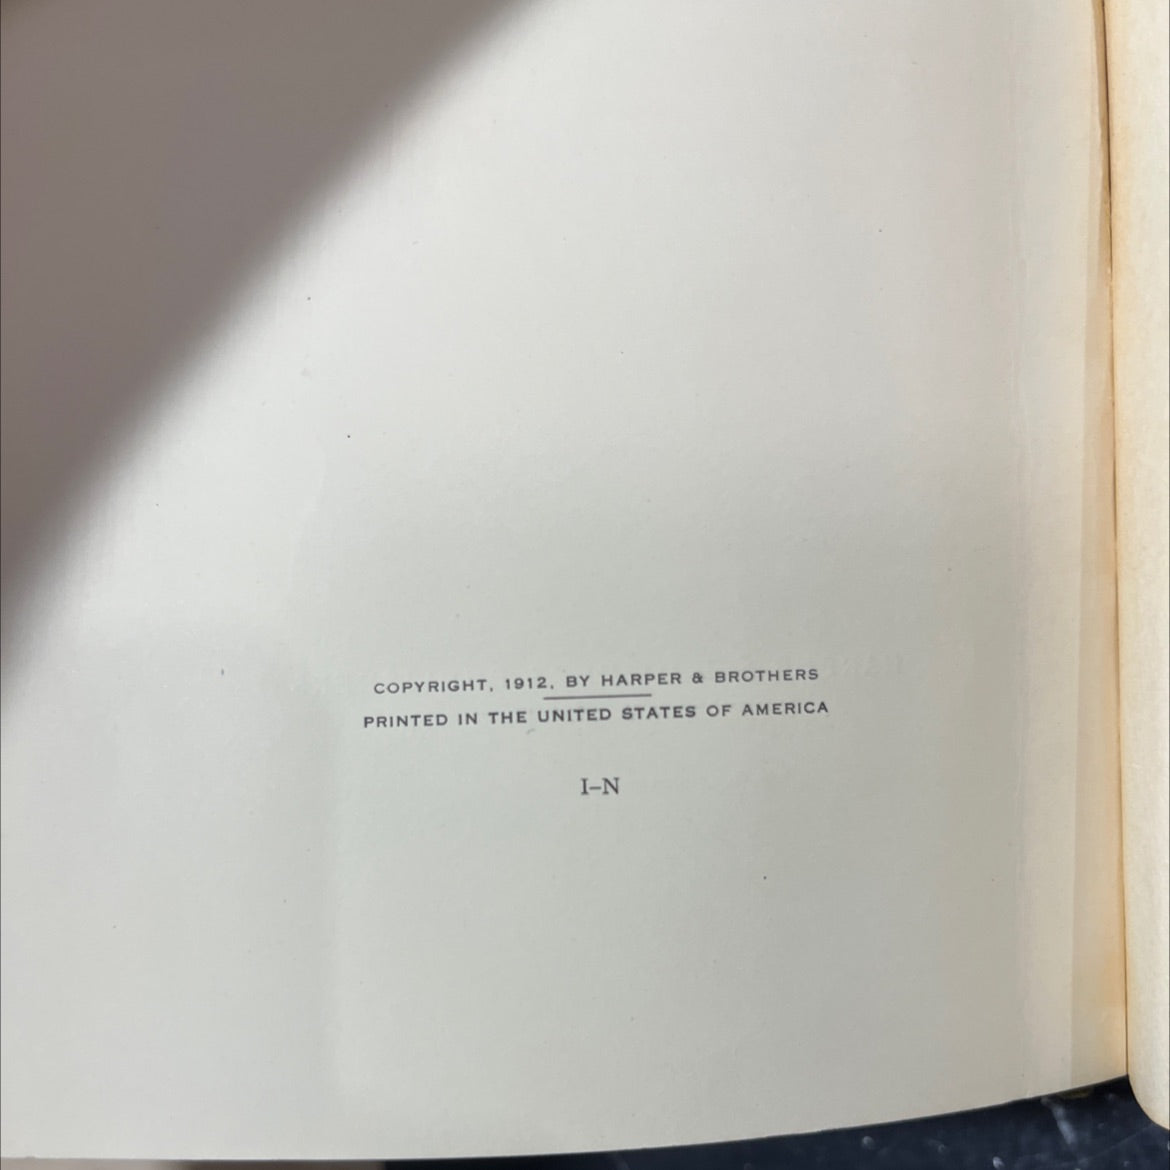 COPYRIGHT, 1912, BY HARPER & BROTHERS
PRINTED IN THE UNITED STATES OF AMERICA
I–N